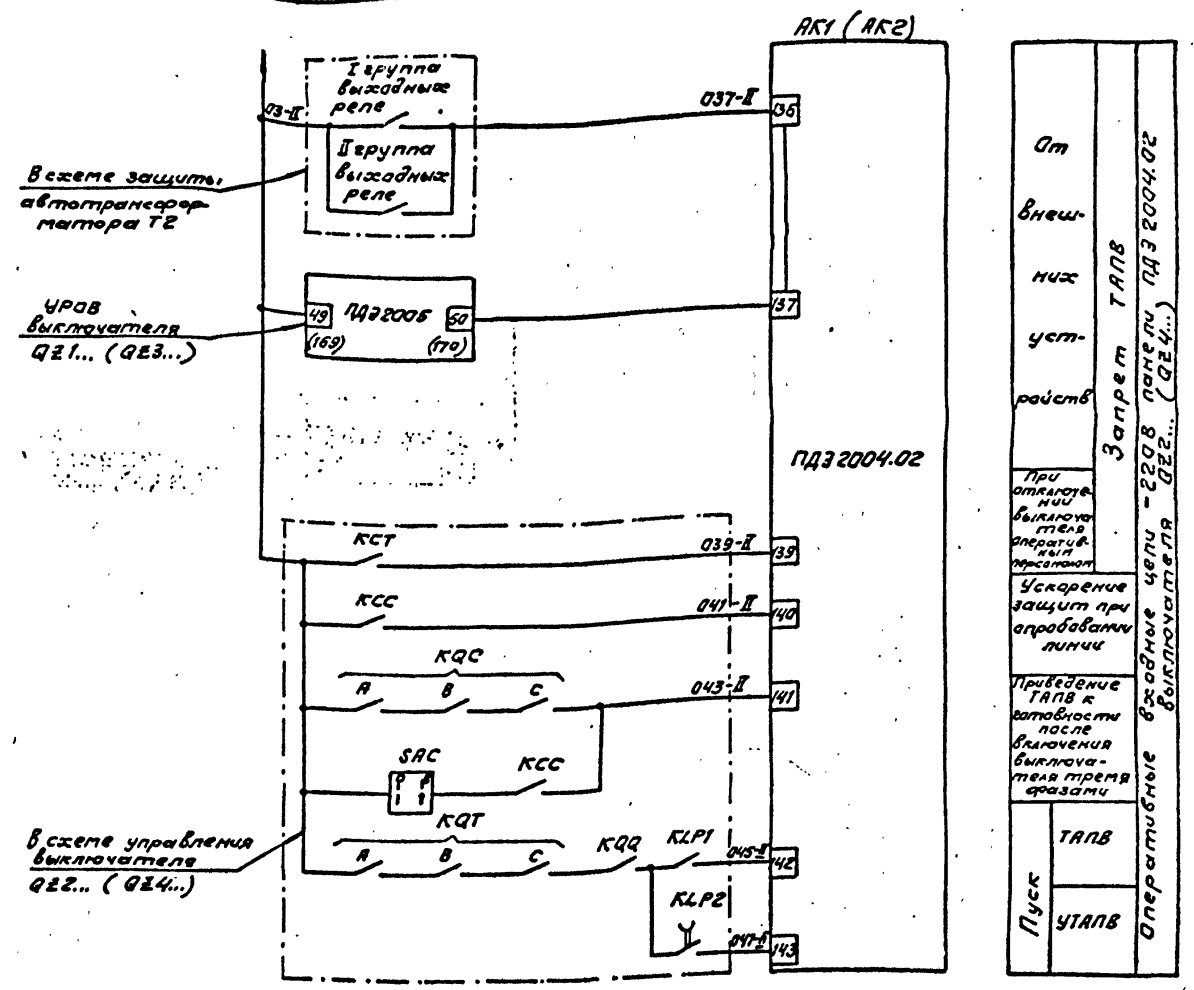 АК1 (АК2)
I группа
выходных
реле
03-II
037-II
136
II группа
выходных
реле
В схеме защиты
автотрансфор-
матора Т2
УРОВ
выключателя
QZ1... (QZ3...)
49
ПДЭ2005
50
(169)
(170)
137
ПДЭ2004.02
КСТ
039-II
139
КСС
041-II
140
KQC
А
В
С
043-II
141
SAC
КСС
KQT
А
В
С
KQQ
KLP1
045-II
142
KLP2
047-II
143
В схеме управления
выключателя
QZ2... (QZ4...)
От
внеш-
них
уст-
ройств
Запрет ТАПВ
При
отключе-
нии
выключа
теля
оператив-
ным
персоналом
Ускорение
защит при
опробовании
линии
Приведение
ТАПВ к
готовности
после
включения
выключа-
теля тремя
фазами
Пуск
ТАПВ
УТАПВ
Оперативные входные цепи -220В панели ПДЭ2004.02
выключателя QZ2... (QZ4...)